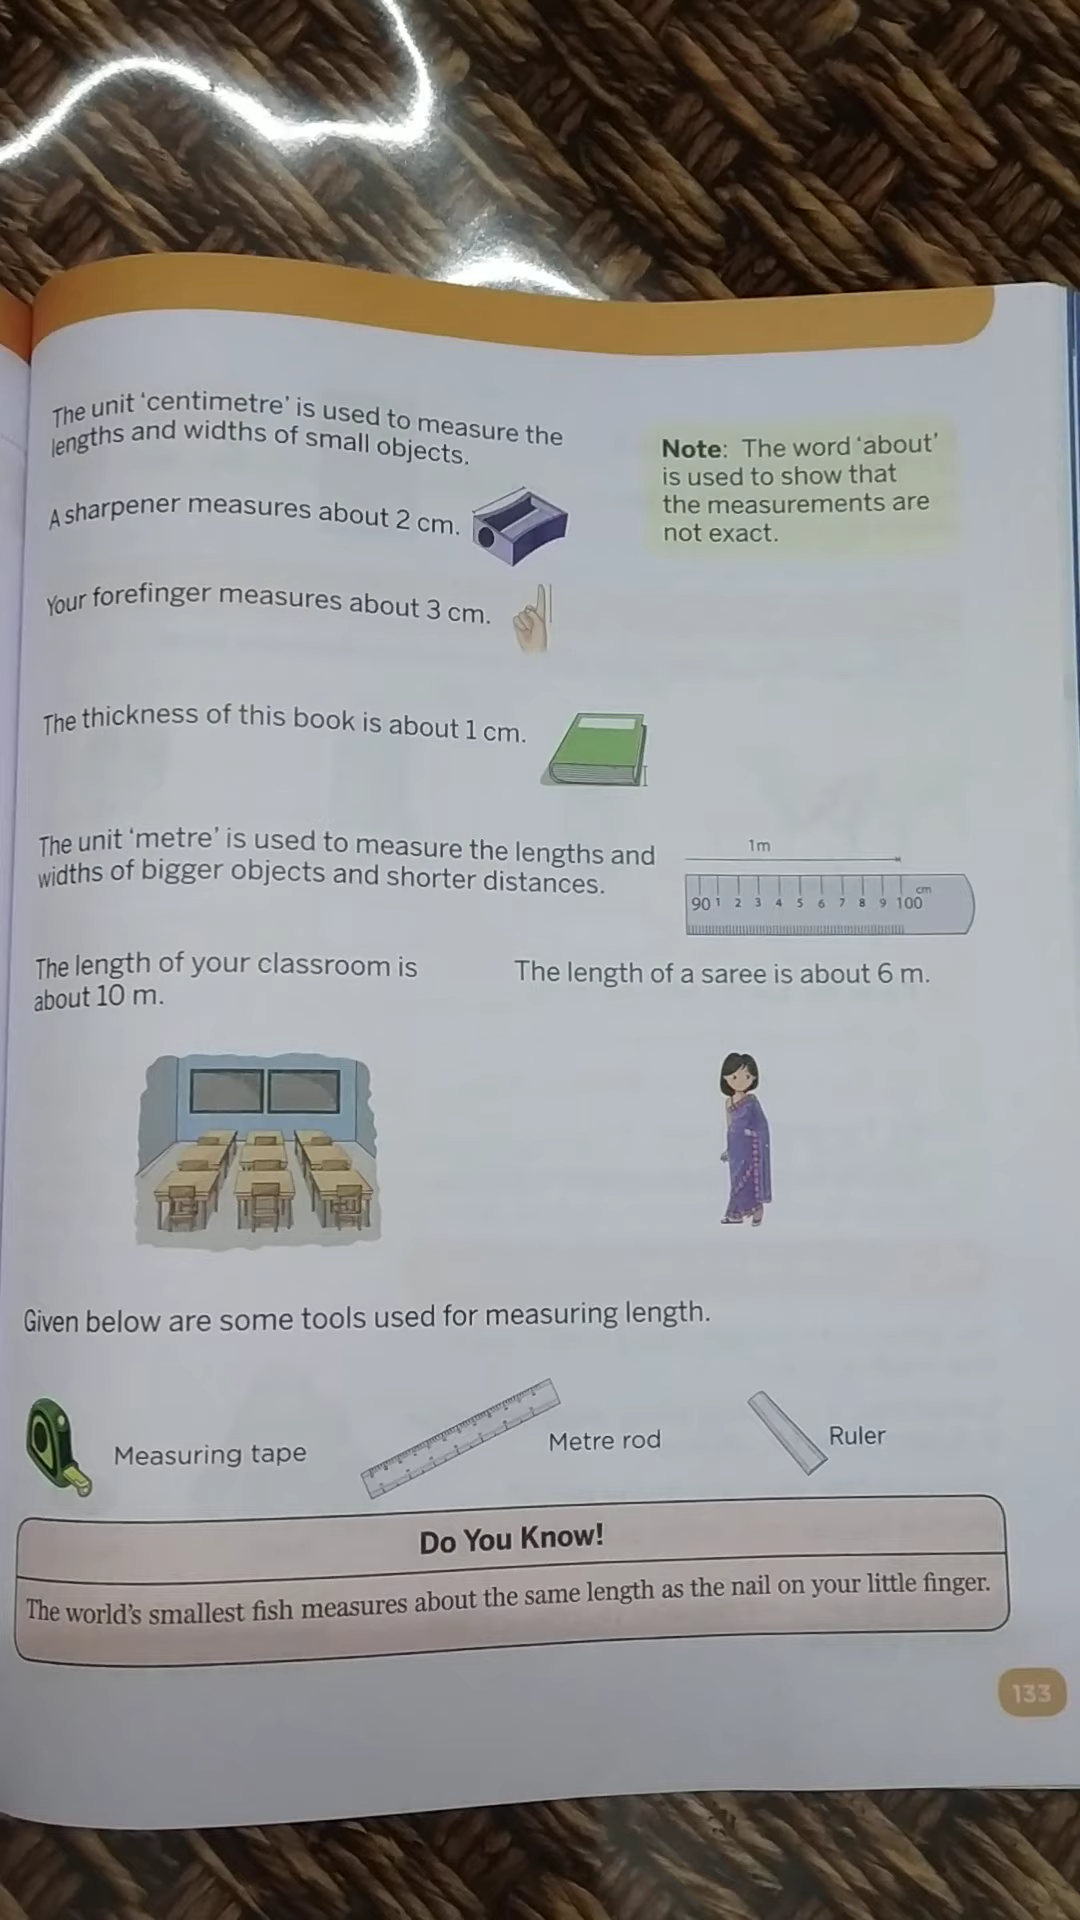 The unit ‘centimetre’ is used to measure the
lengths and widths of small objects.
Note: The word ‘about’
is used to show that
the measurements are
not exact.
A sharpener measures about 2 cm.
Your forefinger measures about 3 cm.
The thickness of this book is about 1 cm.
The unit ‘metre’ is used to measure the lengths and
widths of bigger objects and shorter distances.
1m
cm
90 1 2 3 4 5 6 7 8 9 100
The length of your classroom is
about 10 m.
The length of a saree is about 6 m.
Given below are some tools used for measuring length.
Measuring tape
Metre rod
Ruler
Do You Know!
The world’s smallest fish measures about the same length as the nail on your little finger.
133